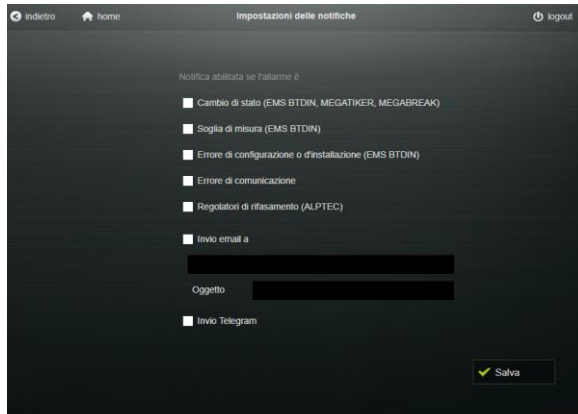 indietro home Impostazioni delle notifiche logout
Notifica abilitata se l'allarme è
Cambio di stato (EMS BTDIN, MEGATIKER, MEGABREAK)
Soglia di misura (EMS BTDIN)
Errore di configurazione o d'installazione (EMS BTDIN)
Errore di comunicazione
Regolatori di rifasamento (ALPTEC)
Invio email a
Oggetto
Invio Telegram
Salva